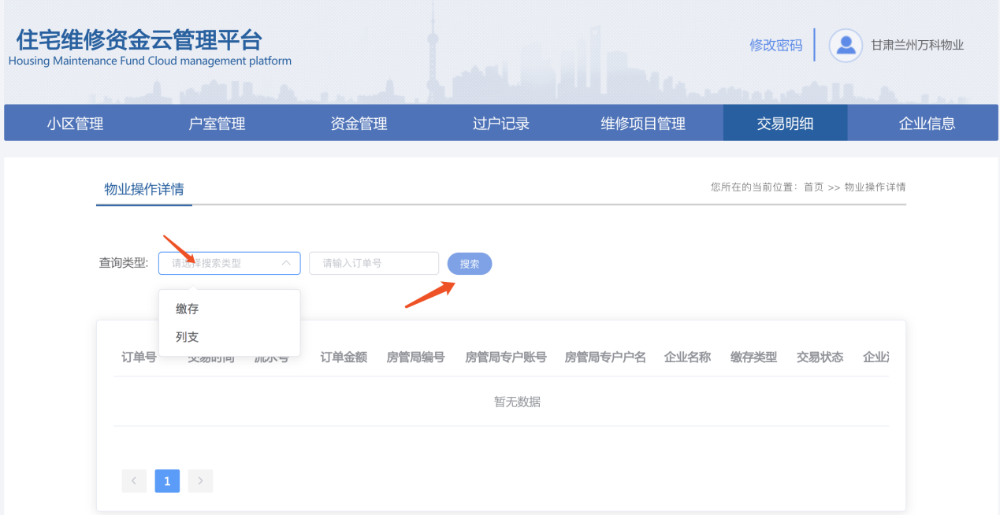 住宅维修资金云管理平台
Housing Maintenance Fund Cloud management platform
修改密码
甘肃兰州万科物业
小区管理 户室管理 资金管理 过户记录 维修项目管理 交易明细 企业信息
物业操作详情
您所在的当前位置: 首页 >> 物业操作详情
查询类型: 请选择搜索类型 请输入订单号 搜索
缴存
列支
订单号 交易时间 流水号 订单金额 房管局编号 房管局专户账号 房管局专户户名 企业名称 缴存类型 交易状态 企业
暂无数据
< 1 >